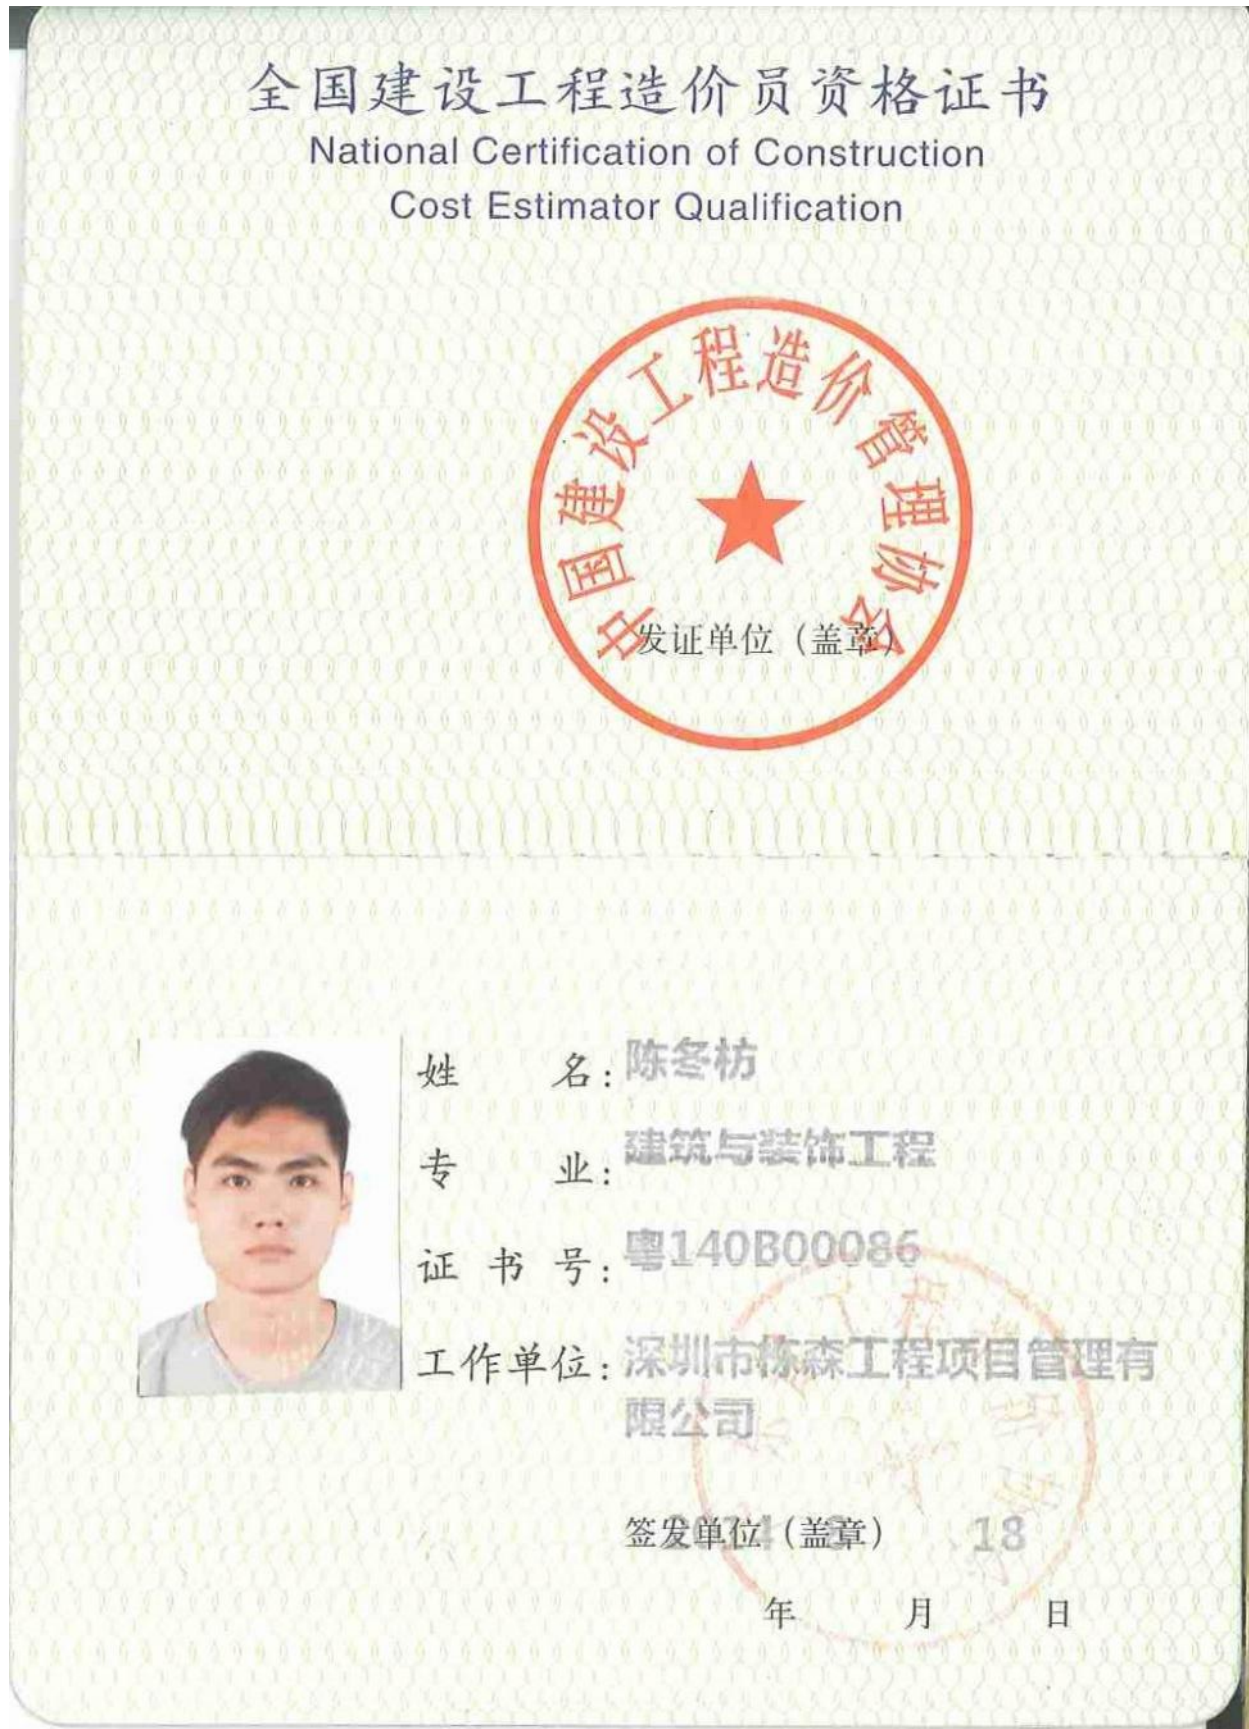 全国建设工程造价员资格证书
National Certification of Construction
Cost Estimator Qualification
中国建设工程造价管理协会
发证单位（盖章）
姓 名：陈冬枋
专 业：建筑与装饰工程
证 书 号：粤140B00086
工作单位：深圳市栋森工程项目管理有
限公司
签发单位（盖章）
18
年 月 日